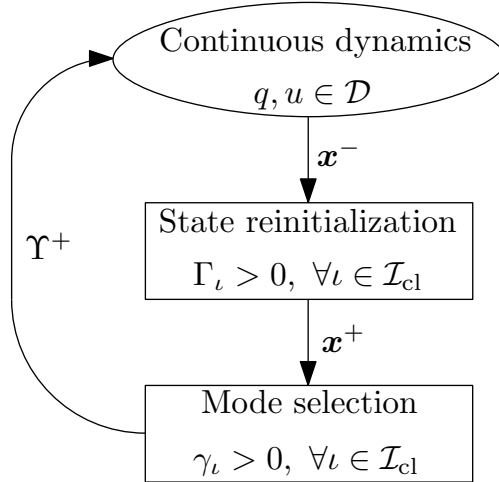 Continuous dynamics
q, u ∈ 𝒟
x⁻
State reinitialization
Γ_ι > 0, ∀ι ∈ ℐ_cl
Υ⁺
x⁺
Mode selection
γ_ι > 0, ∀ι ∈ ℐ_cl